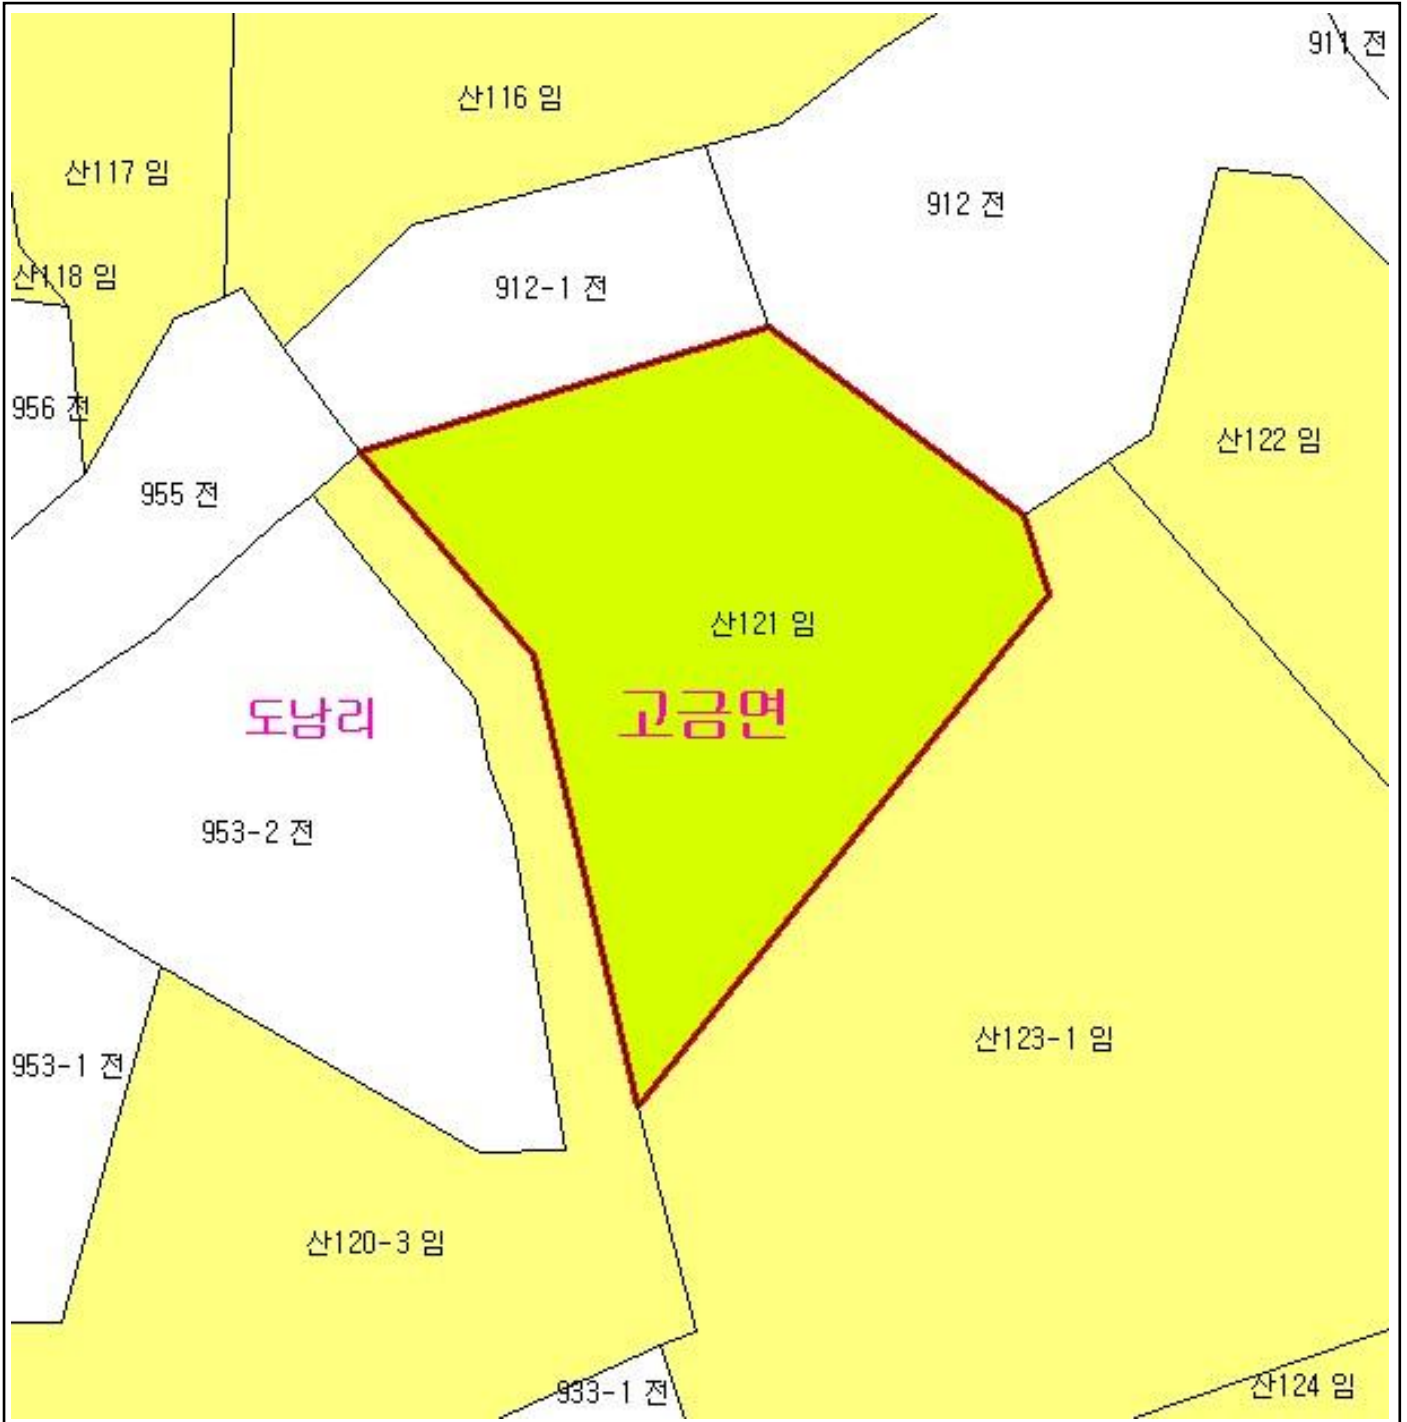 911 전
산116 임
산117 임
912 전
산118 임
912-1 전
956 전
산122 임
955 전
산121 임
도남리
고금면
953-2 전
산123-1 임
953-1 전
산120-3 임
산124 임
933-1 전